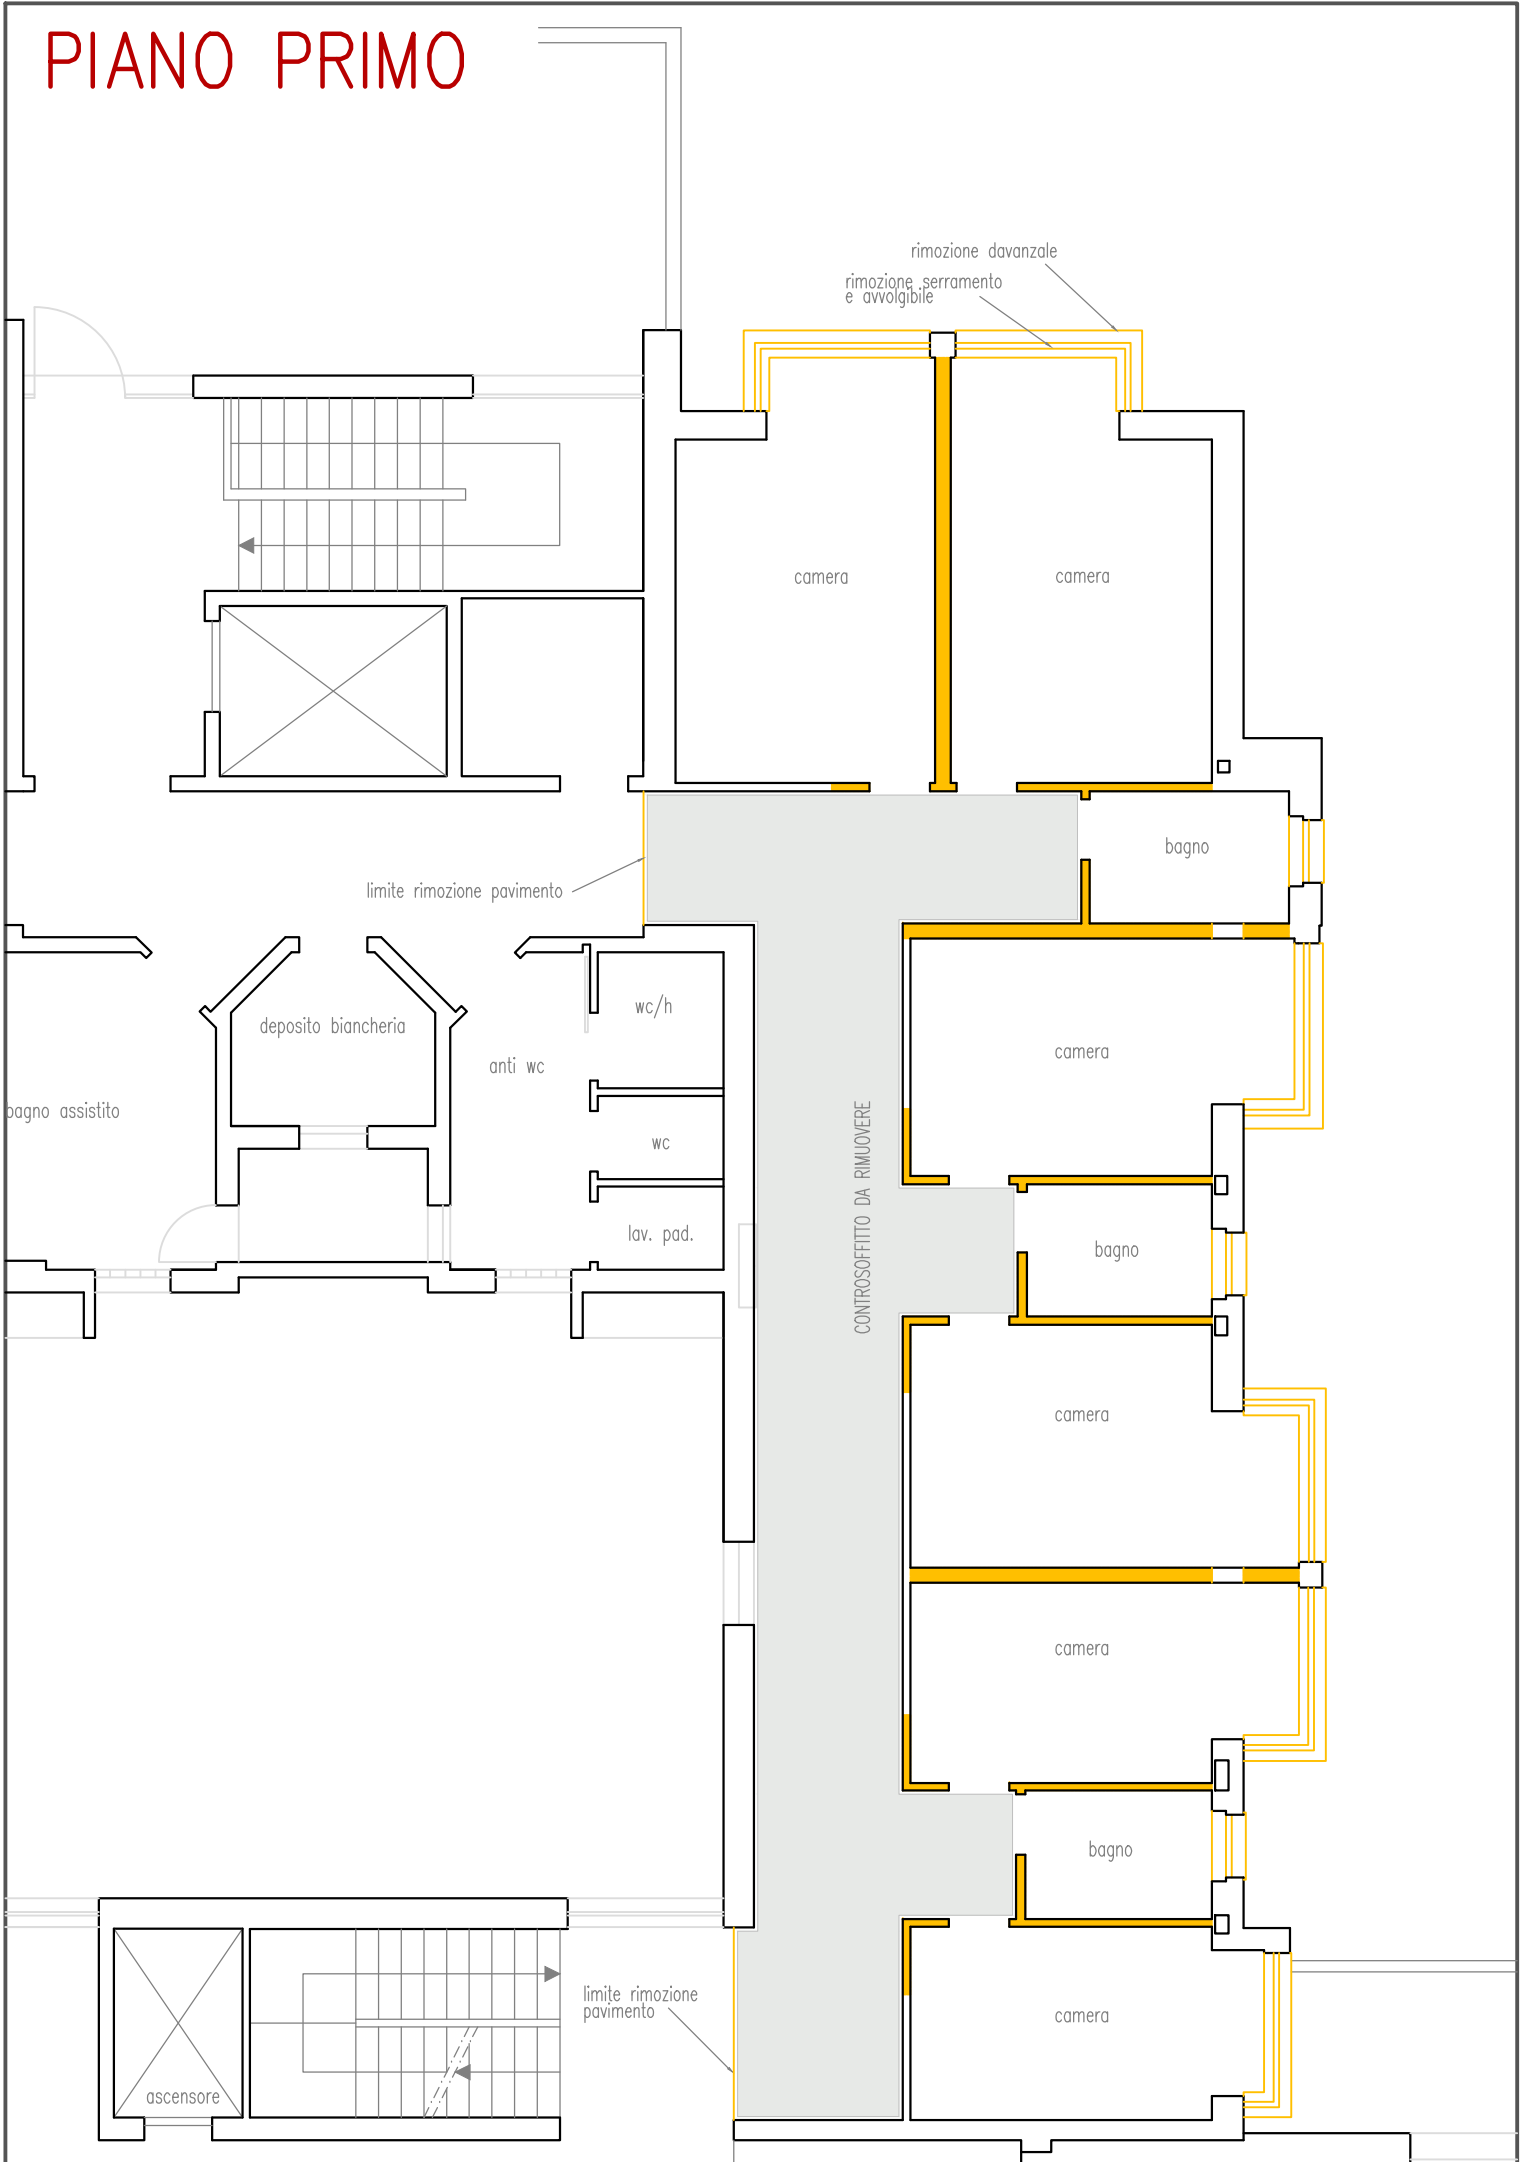 PIANO PRIMO
rimozione davanzale
rimozione serramento
e avvolgibile
camera
camera
bagno
limite rimozione pavimento
wc/h
deposito biancheria
anti wc
camera
bagno assistito
wc
lav. pad.
CONTROSOFFITTO DA RIMUOVERE
bagno
camera
camera
bagno
limite rimozione
pavimento
camera
ascensore